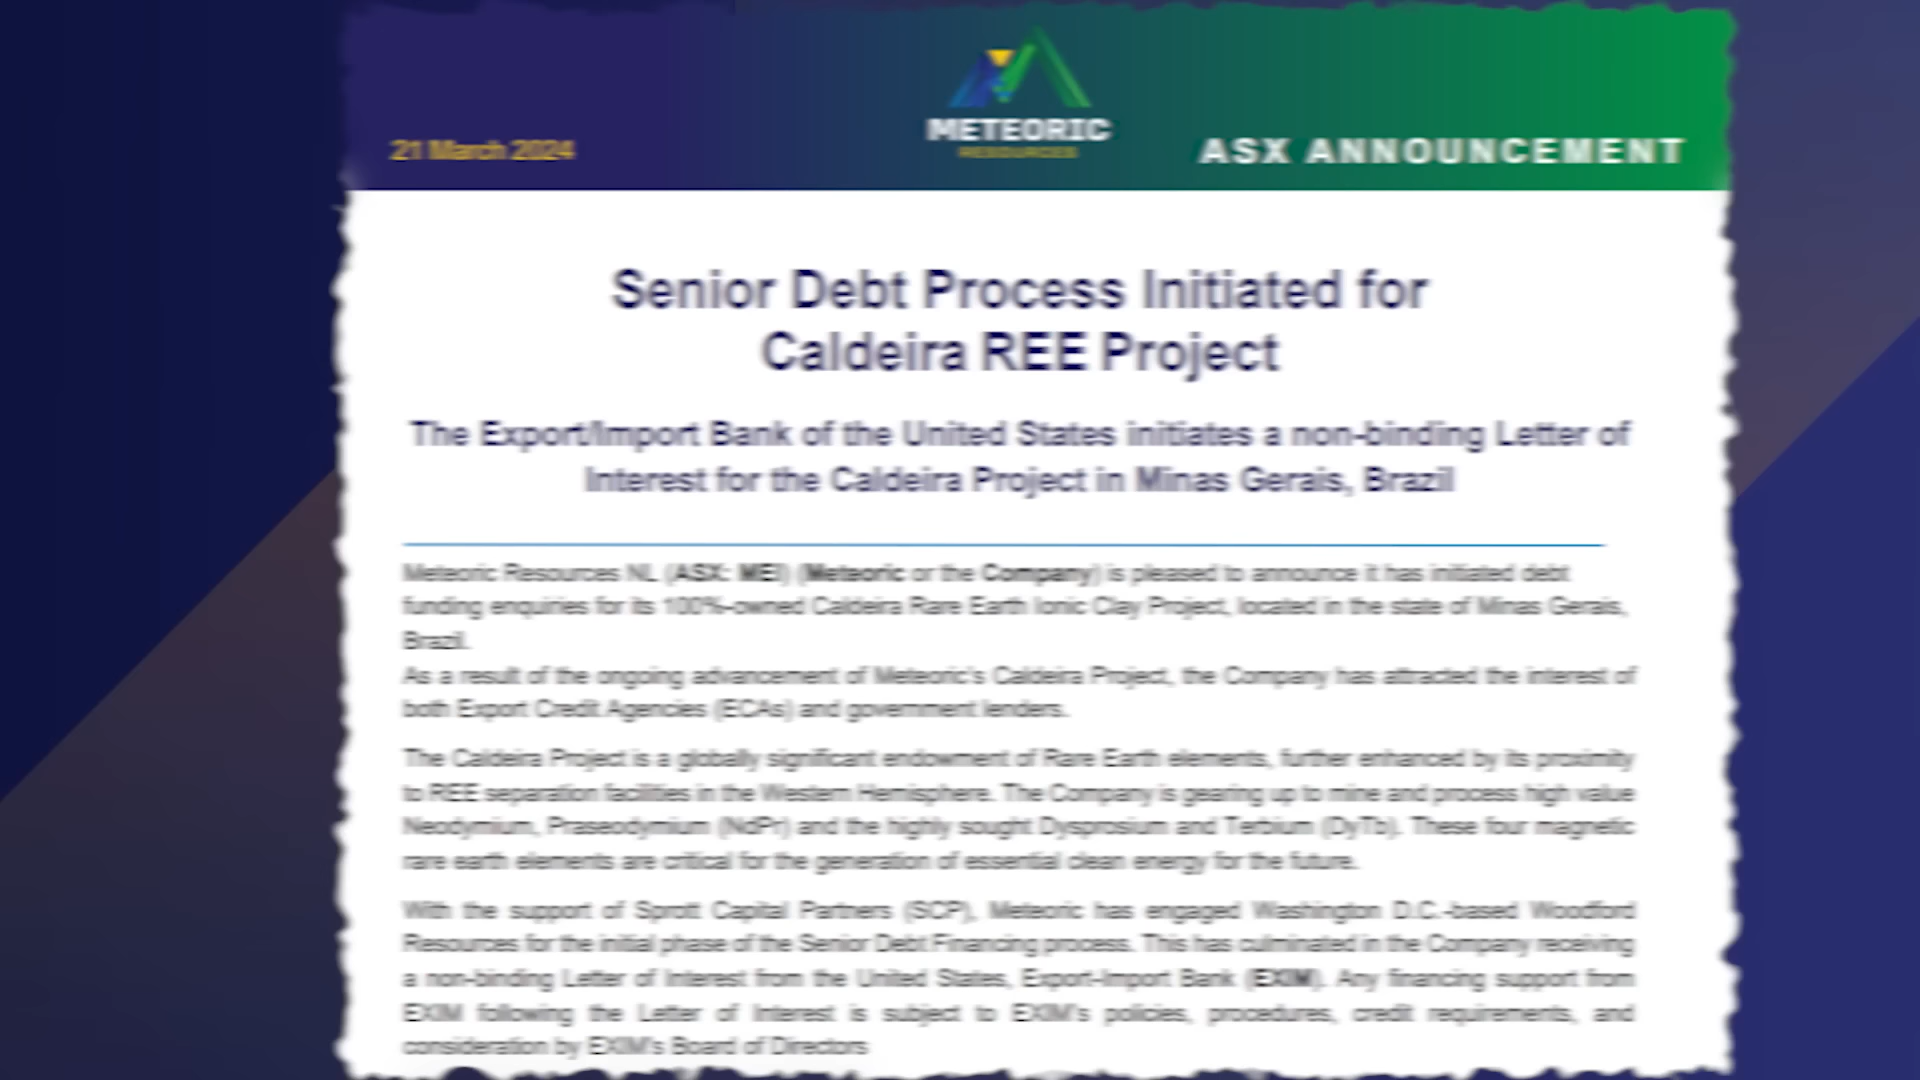 21 March 2024
METEORIC
RESOURCES
ASX ANNOUNCEMENT
Senior Debt Process Initiated for
Caldeira REE Project
The Export/Import Bank of the United States initiates a non-binding Letter of
Interest for the Caldeira Project in Minas Gerais, Brazil
Meteoric Resources NL (ASX: MEI) (Meteoric or the Company) is pleased to announce it has initiated debt
funding enquiries for its 100%-owned Caldeira Rare Earth Ionic Clay Project, located in the state of Minas Gerais,
Brazil.
As a result of the ongoing advancement of Meteoric's Caldeira Project, the Company has attracted the interest of
both Export Credit Agencies (ECAs) and government lenders.
The Caldeira Project is a globally significant endowment of Rare Earth elements, further enhanced by its proximity
to REE separation facilities in the Western Hemisphere. The Company is gearing up to mine and process high value
Neodymium, Praseodymium (NdPr) and the highly sought Dysprosium and Terbium (DyTb). These four magnetic
rare earth elements are critical for the generation of essential clean energy for the future.
With the support of Sprott Capital Partners (SCP), Meteoric has engaged Washington D.C.-based Woodford
Resources for the initial phase of the Senior Debt Financing process. This has culminated in the Company receiving
a non-binding Letter of Interest from the United States, Export-Import Bank (EXIM). Any financing support from
EXIM following the Letter of Interest is subject to EXIM's policies, procedures, credit requirements, and
consideration by EXIM's Board of Directors